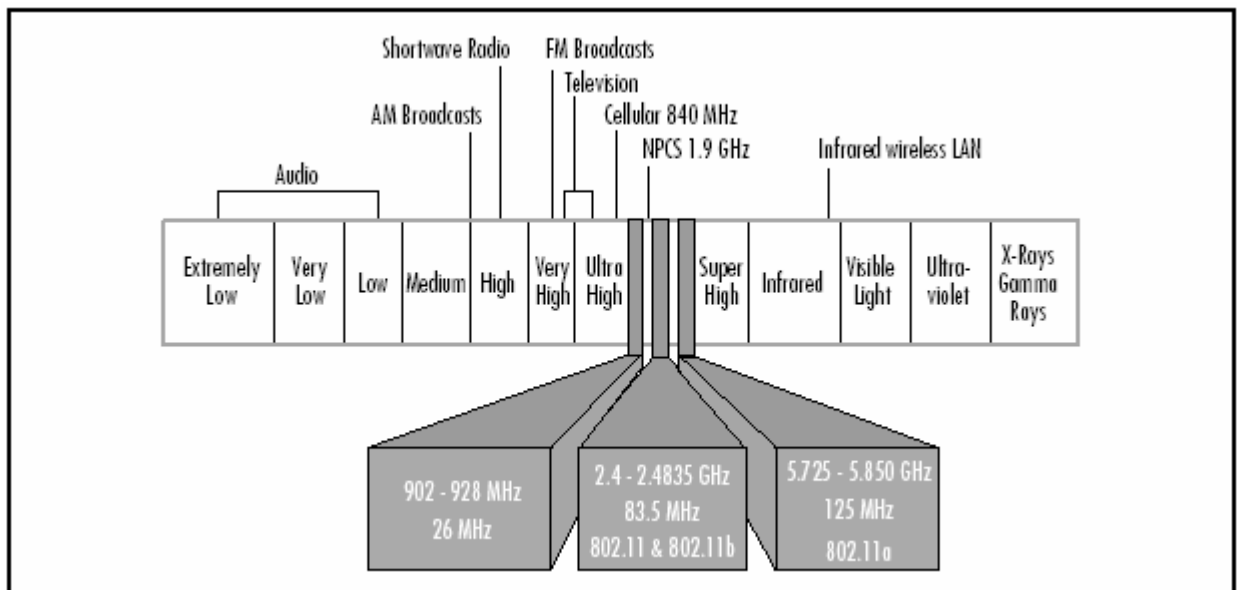 Shortwave Radio
FM Broadcasts
Television
AM Broadcasts
Cellular 840 MHz
NPCS 1.9 GHz
Infrared wireless LAN
Audio
Extremely
Low
Very
Low
Low
Medium
High
Very
High
Ultra
High
Super
High
Infrared
Visible
Light
Ultra-
violet
X-Rays
Gamma
Rays
902 - 928 MHz
26 MHz
2.4 - 2.4835 GHz
83.5 MHz
802.11 & 802.11b
5.725 - 5.850 GHz
125 MHz
802.11a